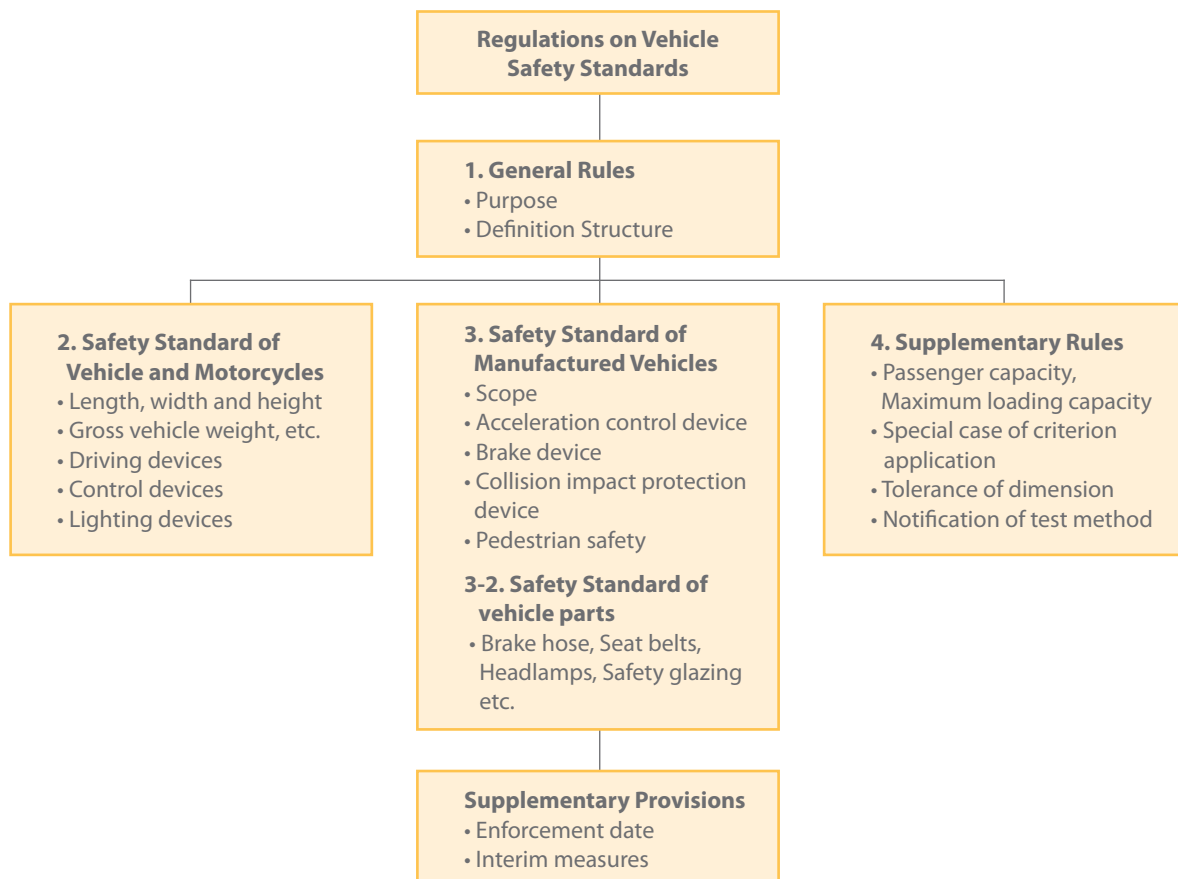 Regulations on Vehicle
Safety Standards
1. General Rules
• Purpose
• Definition Structure
2. Safety Standard of
Vehicle and Motorcycles
• Length, width and height
• Gross vehicle weight, etc.
• Driving devices
• Control devices
• Lighting devices
3. Safety Standard of
Manufactured Vehicles
• Scope
• Acceleration control device
• Brake device
• Collision impact protection
device
• Pedestrian safety
3-2. Safety Standard of
vehicle parts
• Brake hose, Seat belts,
Headlamps, Safety glazing
etc.
4. Supplementary Rules
• Passenger capacity,
Maximum loading capacity
• Special case of criterion
application
• Tolerance of dimension
• Notification of test method
Supplementary Provisions
• Enforcement date
• Interim measures